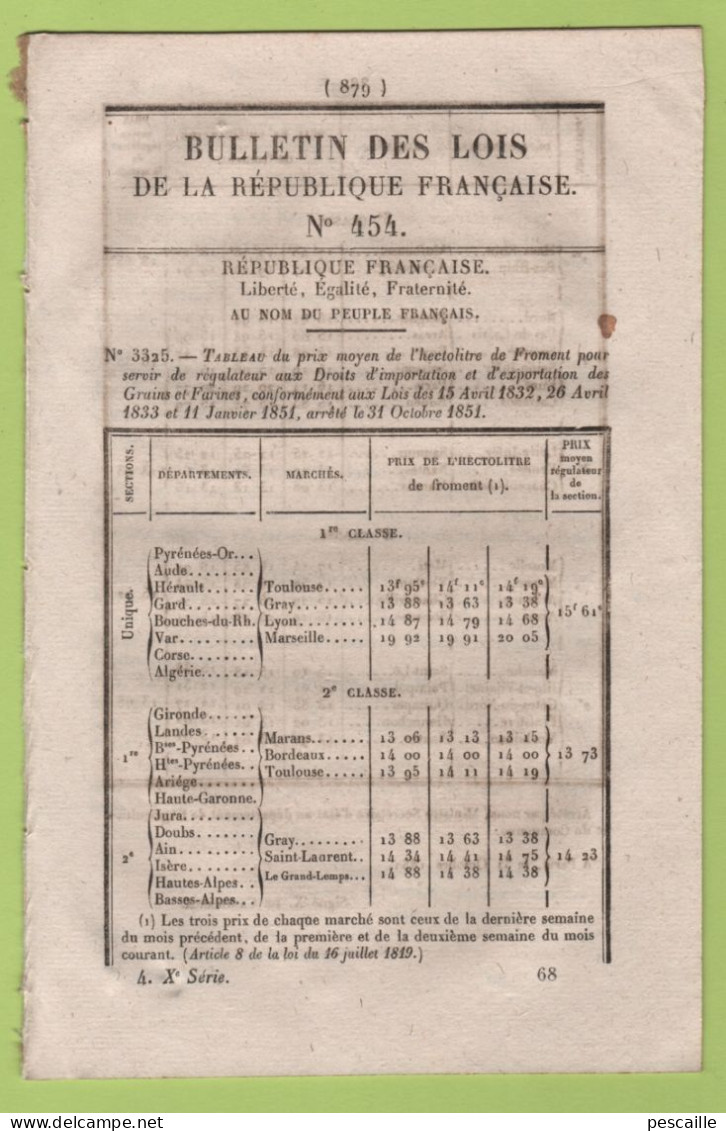 ( 879 )
BULLETIN DES LOIS
DE LA RÉPUBLIQUE FRANÇAISE.
N° 454.
RÉPUBLIQUE FRANÇAISE.
Liberté, Égalité, Fraternité.
AU NOM DU PEUPLE FRANÇAIS.
N° 3325. — TABLEAU du prix moyen de l'hectolitre de Froment pour
servir de régulateur aux Droits d'importation et d'exportation des
Grains et Farines, conformément aux Lois des 15 Avril 1832, 26 Avril
1833 et 11 Janvier 1851, arrêté le 31 Octobre 1851.
SECTIONS. DÉPARTEMENTS. MARCHÉS. PRIX DE L'HECTOLITRE de froment (1). PRIX moyen régulateur de la section.
1re CLASSE.
Unique.
Pyrénées-Or...
Aude........
Hérault...... Toulouse..... 13f 95c 14f 11c 14f 19c
Gard........ Gray........ 13 88 13 63 13 38 15f 61c
Bouches-du-Rh. Lyon........ 14 87 14 79 14 68
Var......... Marseille..... 19 92 19 91 20 05
Corse.......
Algérie.......
2e CLASSE.
1re
Gironde......
Landes...... Marans....... 13 06 13 13 13 15
Bses-Pyrénées.. Bordeaux..... 14 00 14 00 14 00 13 73
Htes-Pyrénées.. Toulouse..... 13 95 14 11 14 19
Ariége.......
Haute-Garonne.
2e
Jura........
Doubs.......
Ain......... Gray........ 13 88 13 63 13 38
Isère........ Saint-Laurent.. 14 34 14 41 14 75 14 23
Hautes-Alpes.. Le Grand-Lemps... 14 88 14 38 14 38
Basses-Alpes...
(1) Les trois prix de chaque marché sont ceux de la dernière semaine
du mois précédent, de la première et de la deuxième semaine du mois
courant. (Article 8 de la loi du 16 juillet 1819.)
4. Xe Série. 68
pescaille